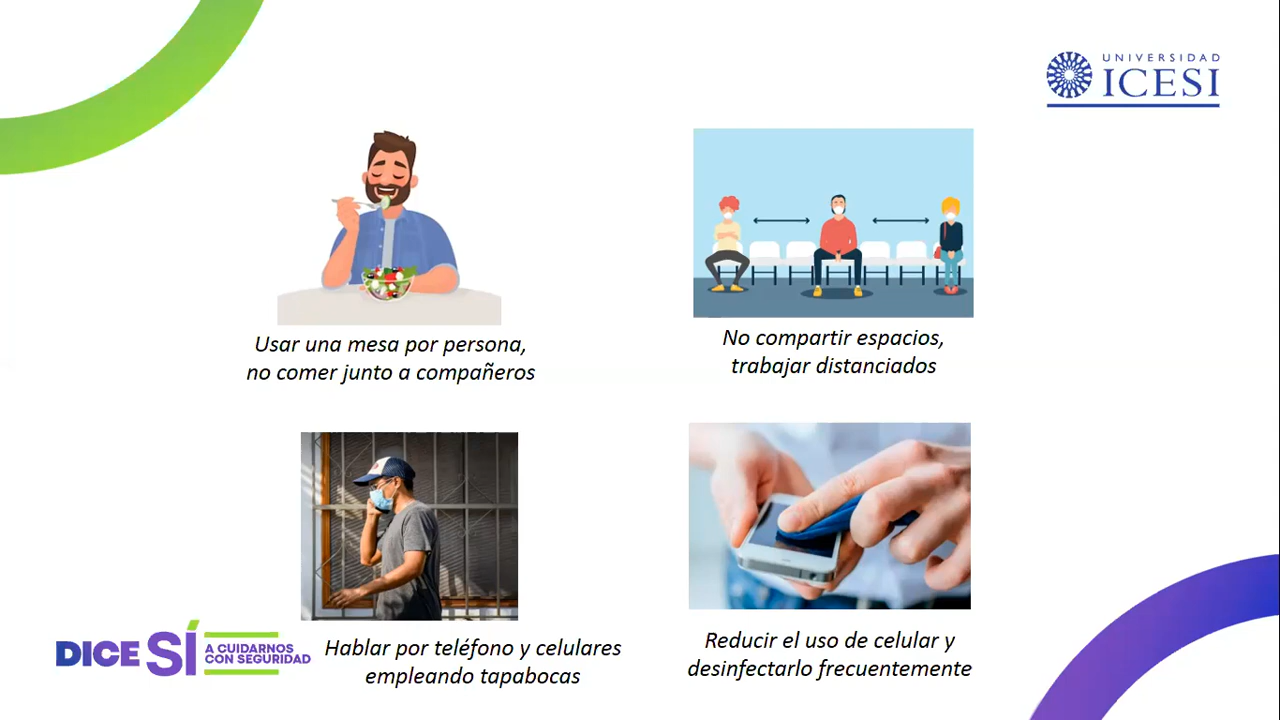 UNIVERSIDAD
ICESI
Usar una mesa por persona,
no comer junto a compañeros
No compartir espacios,
trabajar distanciados
Hablar por teléfono y celulares
empleando tapabocas
Reducir el uso de celular y
desinfectarlo frecuentemente
DICE SÍ A CUIDARNOS
CON SEGURIDAD